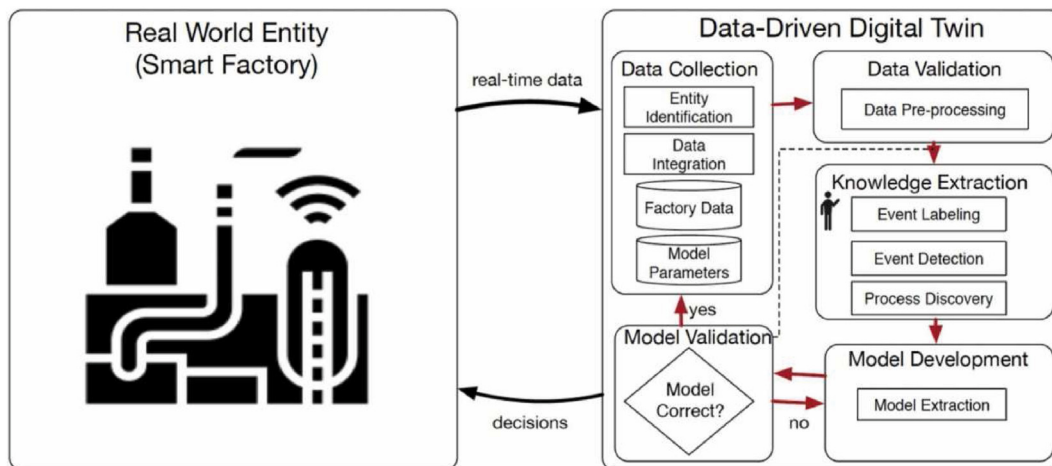 Real World Entity
(Smart Factory)
real-time data
decisions
Data-Driven Digital Twin
Data Collection
Entity
Identification
Data
Integration
Factory Data
Model
Parameters
Data Validation
Data Pre-processing
Knowledge Extraction
Event Labeling
Event Detection
Process Discovery
yes
Model Validation
Model
Correct?
no
Model Development
Model Extraction